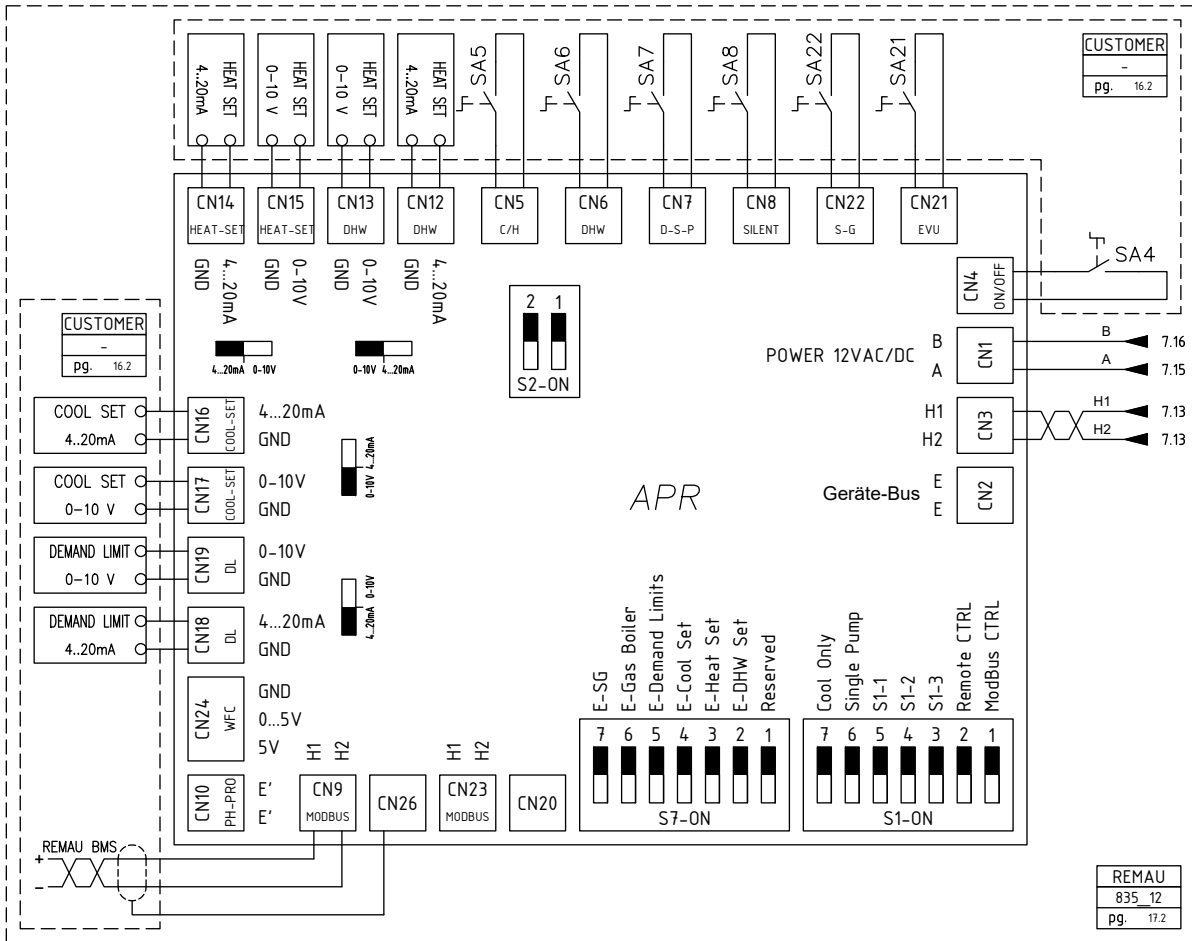 CUSTOMER
-
pg. 16.2
HEAT SET
4..20mA
HEAT SET
0-10 V
HEAT SET
0-10 V
HEAT SET
4..20mA
SA5
SA6
SA7
SA8
SA22
SA21
CN14
HEAT-SET
CN15
HEAT-SET
CN13
DHW
CN12
DHW
CN5
C/H
CN6
DHW
CN7
D-S-P
CN8
SILENT
CN22
S-G
CN21
EVU
4...20mA
GND
0-10V
GND
0-10V
GND
4...20mA
GND
4...20mA 0-10V
0-10V 4...20mA
2 1
S2-ON
CN4
ON/OFF
SA4
POWER 12VAC/DC
B
A
CN1
B
7.16
A
7.15
H1
H2
CN3
H1
7.13
H2
7.13
Geräte-Bus
E
E
CN2
APR
CUSTOMER
-
pg. 16.2
COOL SET
4..20mA
CN16
COOL-SET
4...20mA
GND
COOL SET
0-10 V
CN17
COOL-SET
0-10V
GND
0-10V 4...20mA
DEMAND LIMIT
0-10 V
CN19
DL
0-10V
GND
DEMAND LIMIT
4..20mA
CN18
DL
4...20mA
GND
4...20mA 0-10V
CN24
WFC
GND
0...5V
5V
CN10
PH-PRO
E'
E'
H1 H2
CN9
MODBUS
CN26
H1 H2
CN23
MODBUS
CN20
E-SG
E-Gas Boiler
E-Demand Limits
E-Cool Set
E-Heat Set
E-DHW Set
Reserved
7 6 5 4 3 2 1
S7-ON
Cool Only
Single Pump
S1-1
S1-2
S1-3
Remote CTRL
ModBus CTRL
7 6 5 4 3 2 1
S1-ON
REMAU BMS
+
-
REMAU
835_12
pg. 17.2